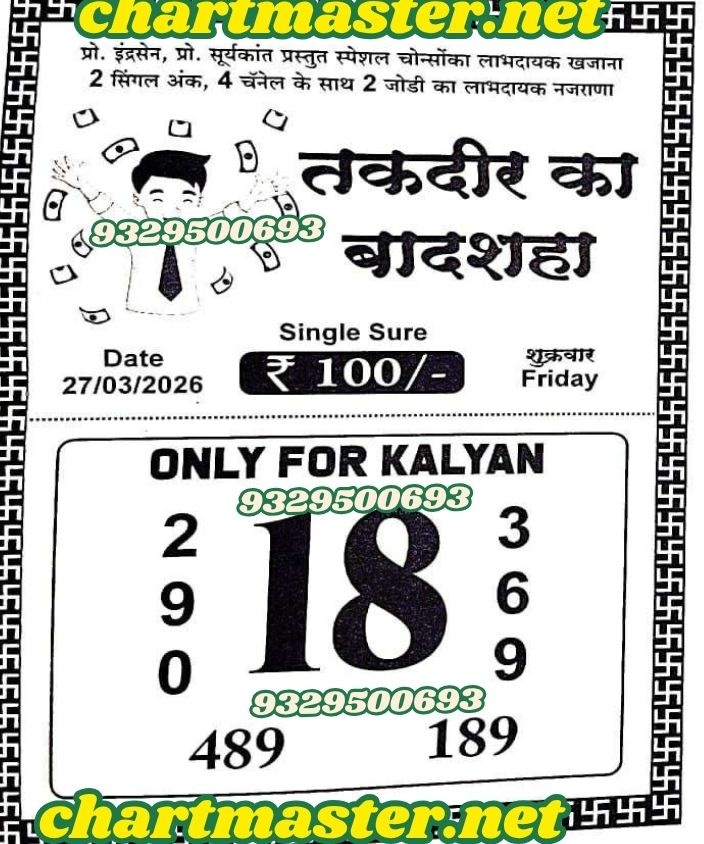 chartmaster.net
प्रो. इंद्रसेन, प्रो. सूर्यकांत प्रस्तुत स्पेशल चोन्सोंका लाभदायक खजाना
2 सिंगल अंक, 4 चॅनेल के साथ 2 जोडी का लाभदायक नजराणा
तकदीर का
बादशहा
9329500693
Single Sure
Date
27/03/2026
₹ 100/-
शुक्रवार
Friday
ONLY FOR KALYAN
9329500693
2 18 3
9 6
0 9
9329500693
489 189
chartmaster.net